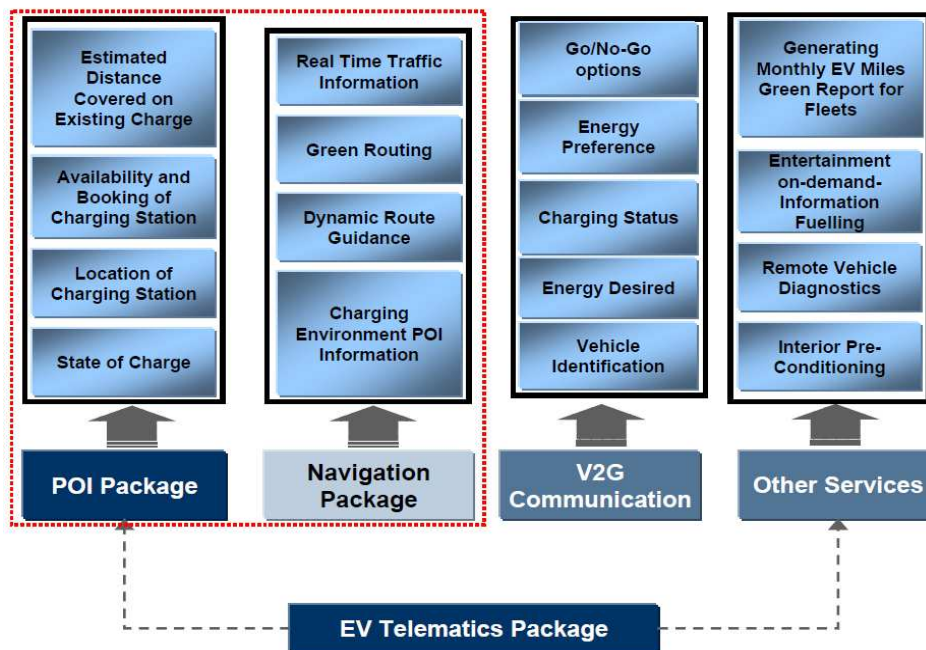 Estimated
Distance
Covered on
Existing Charge
Availability and
Booking of
Charging Station
Location of
Charging Station
State of Charge
POI Package
Real Time Traffic
Information
Green Routing
Dynamic Route
Guidance
Charging
Environment POI
Information
Navigation
Package
Go/No-Go
options
Energy
Preference
Charging Status
Energy Desired
Vehicle
Identification
V2G
Communication
Generating
Monthly EV Miles
Green Report for
Fleets
Entertainment
on-demand-
Information
Fuelling
Remote Vehicle
Diagnostics
Interior Pre-
Conditioning
Other Services
EV Telematics Package